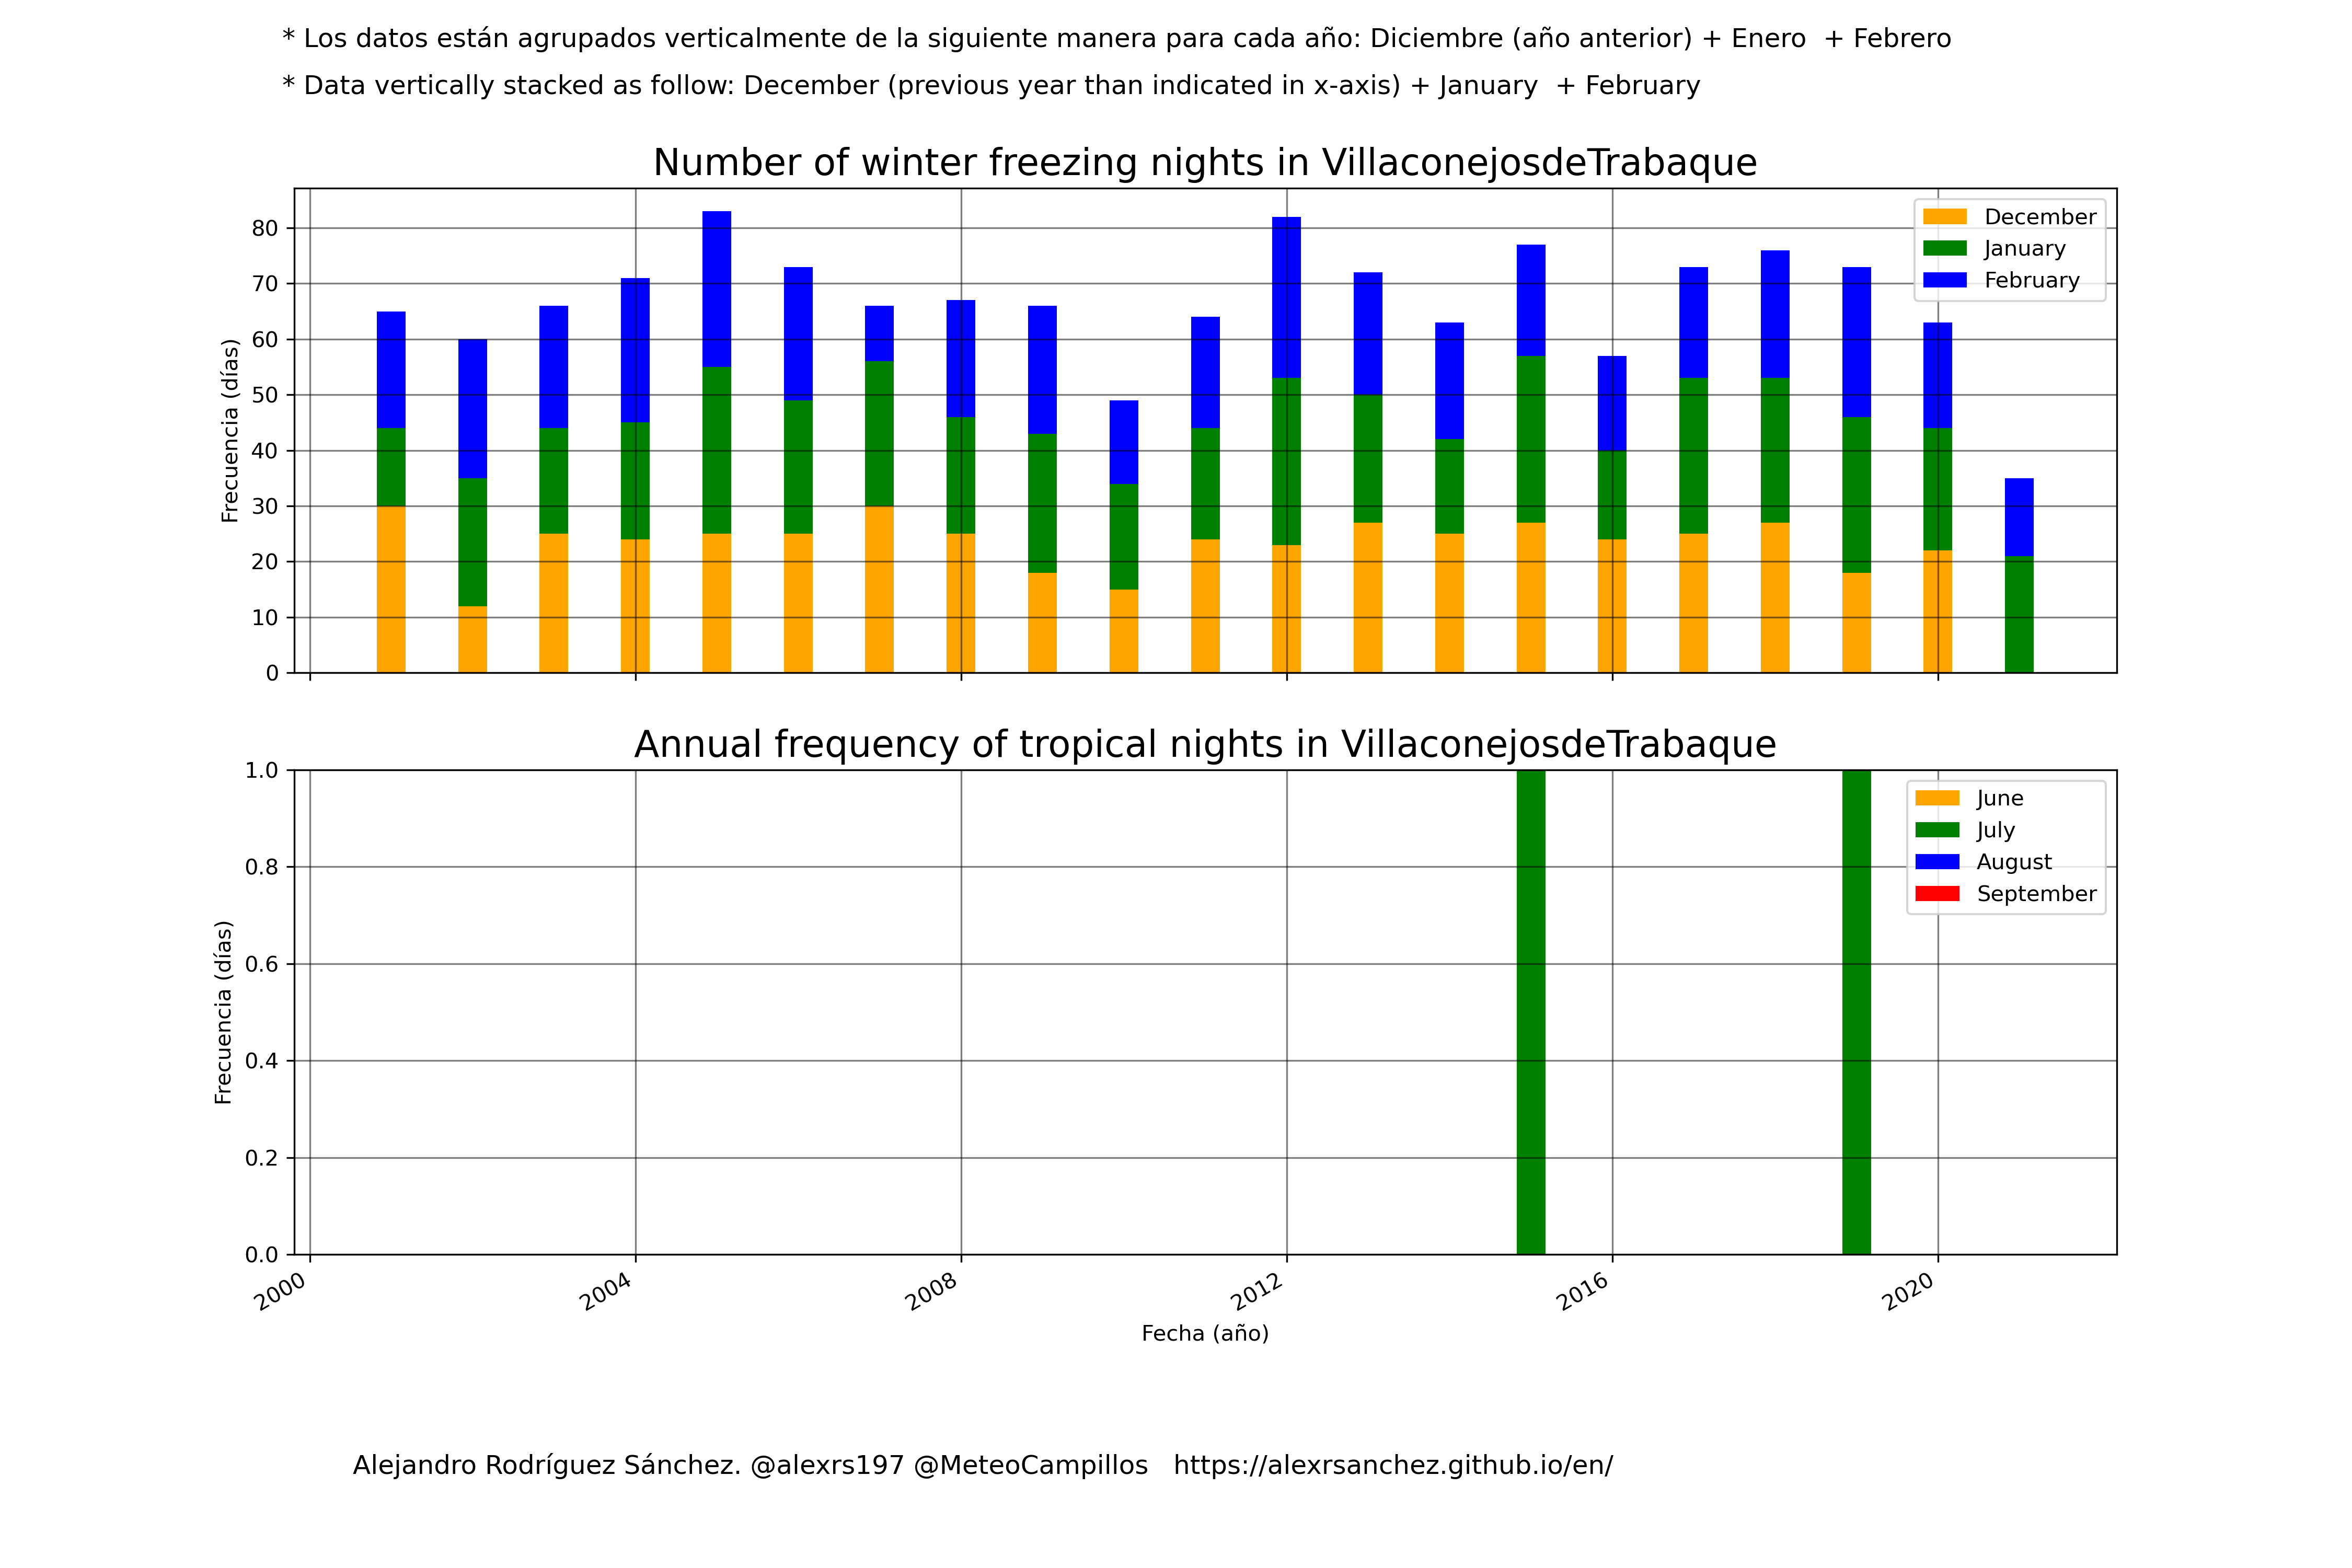 * Los datos están agrupados verticalmente de la siguiente manera para cada año: Diciembre (año anterior) + Enero  + Febrero
* Data vertically stacked as follow: December (previous year than indicated in x-axis) + January  + February
Number of winter freezing nights in VillaconejosdeTrabaque
Frecuencia (días)
80
70
60
50
40
30
20
10
0
December
January
February
Annual frequency of tropical nights in VillaconejosdeTrabaque
Frecuencia (días)
1.0
0.8
0.6
0.4
0.2
0.0
June
July
August
September
2000 2004 2008 2012 2016 2020
Fecha (año)
Alejandro Rodríguez Sánchez. @alexrs197 @MeteoCampillos   https://alexrsanchez.github.io/en/